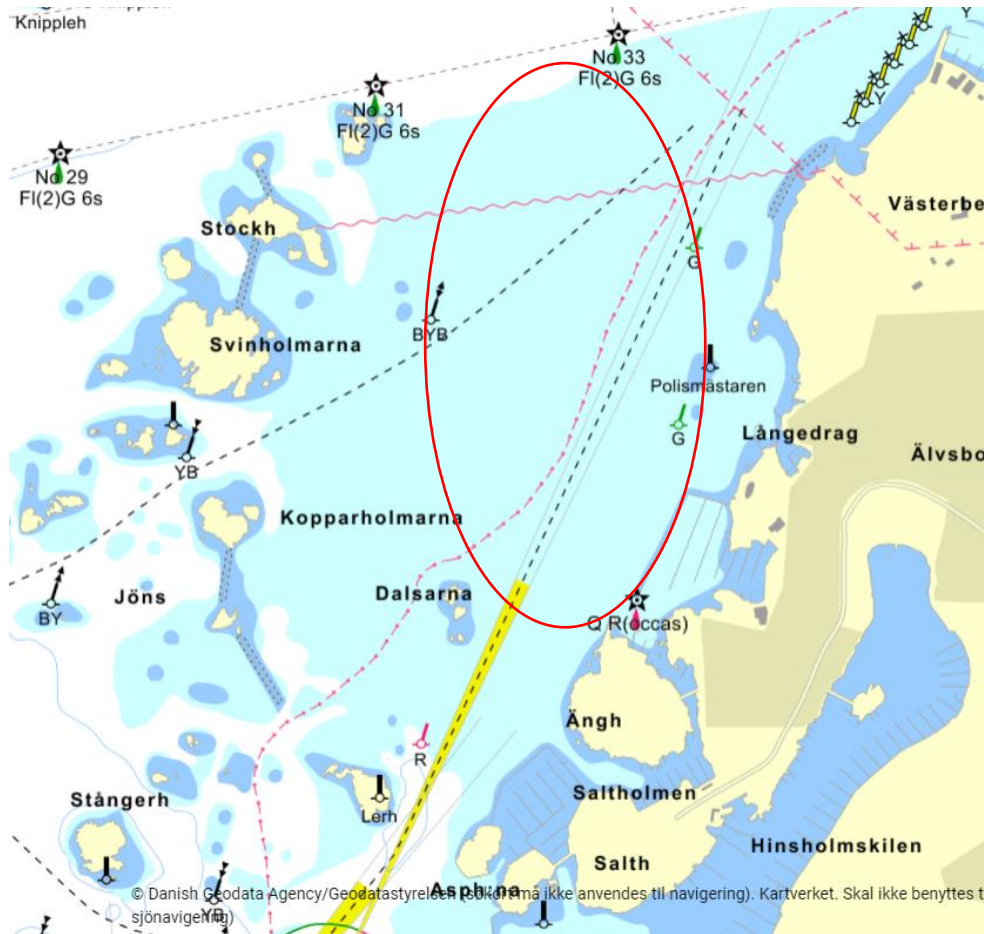 Knippleh
No 33
Fl(2)G 6s
Y
No 31
Fl(2)G 6s
Y
No 29
Fl(2)G 6s
Västerbe
Stockh
G
BYB
Svinholmarna
Polismästaren
G
Långedrag
Älvsbo
YB
Kopparholmarna
Dalsarna
Jöns
BY
Q R(occas)
Ängh
R
Stångerh
Saltholmen
Lerh
Hinsholmskilen
Salth
© Danish Geodata Agency/Geodatastyrelsen (søkort må ikke anvendes til navigering). Kartverket. Skal ikke benyttes t
sjönavigering)
YB